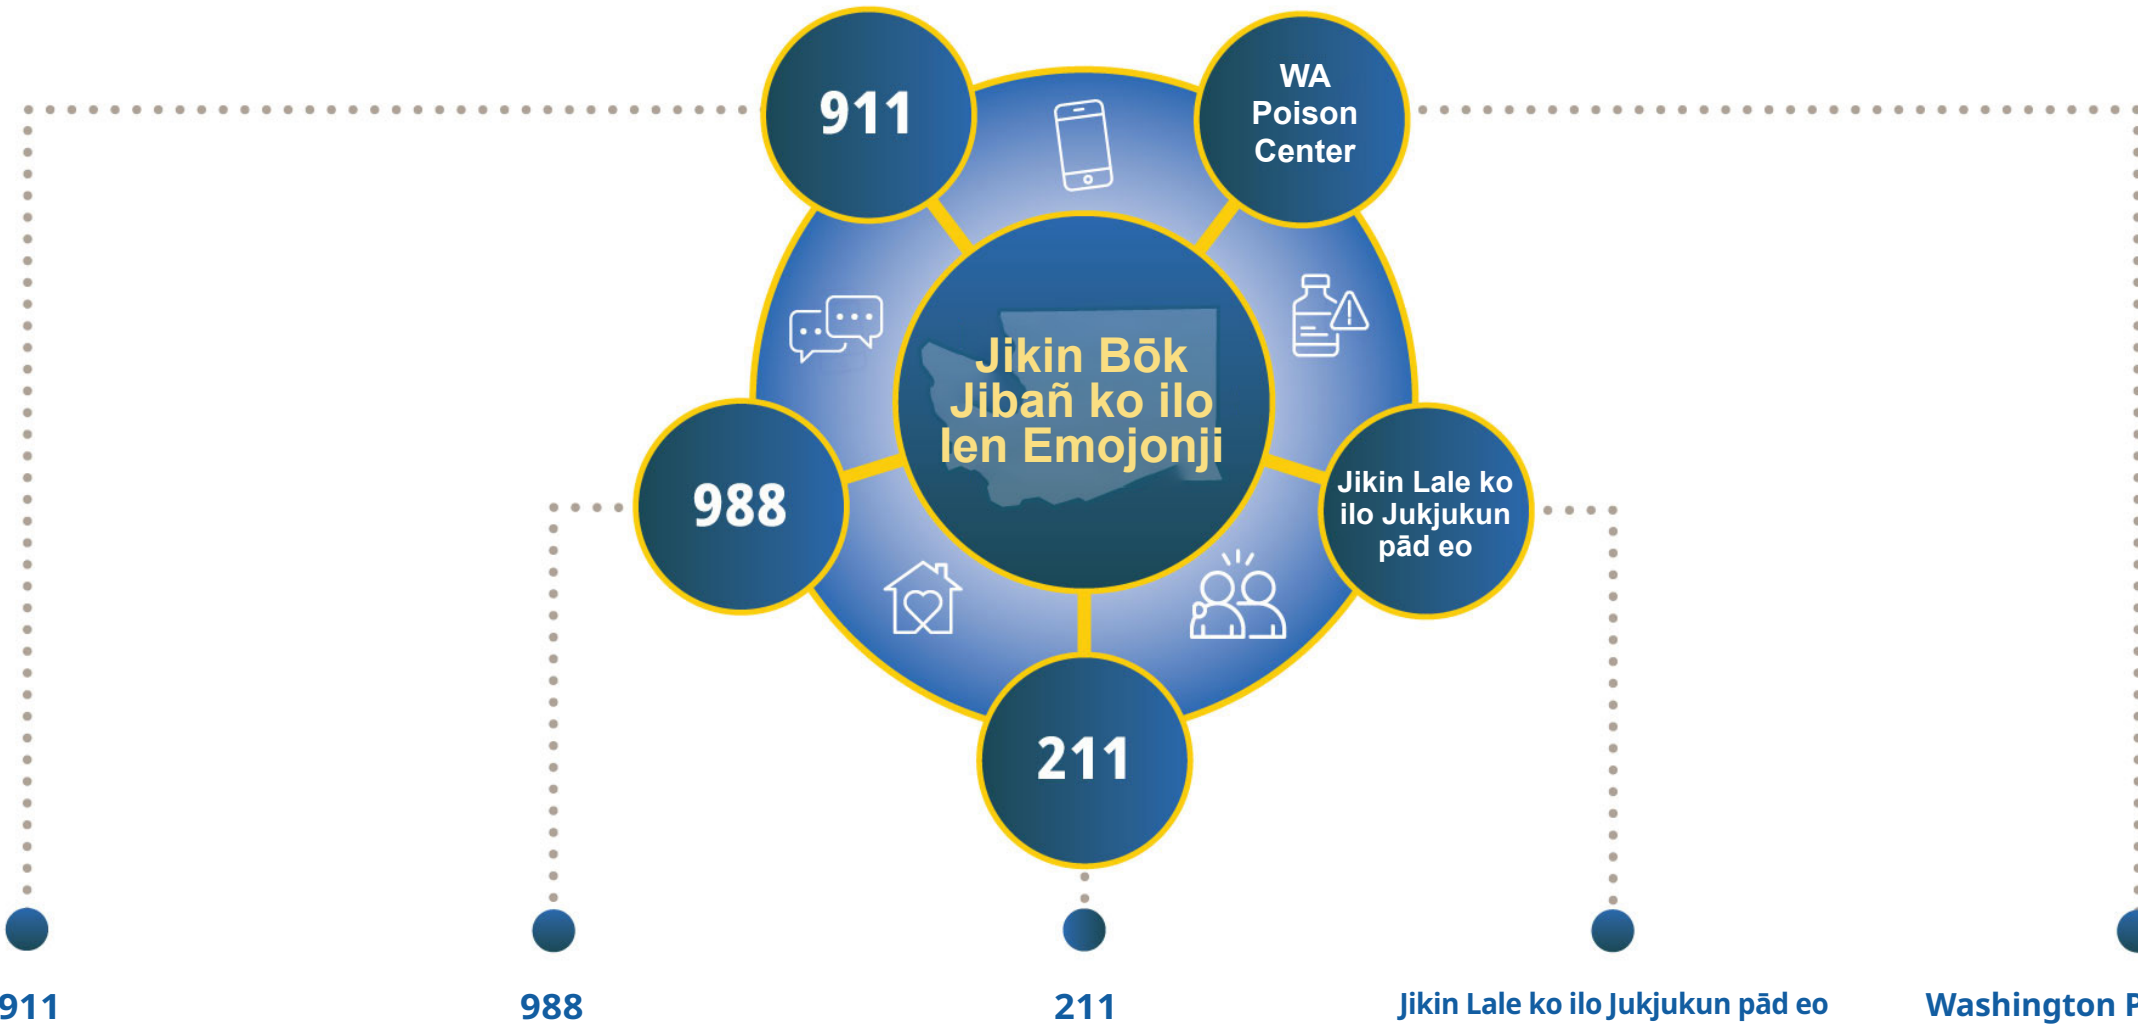 911
WA
Poison
Center
Jikin Bōk
Jibañ ko ilo
Ien Emojonji
988
Jikin Lale ko
ilo Jukjukun
pād eo
211
911
988
211
Jikin Lale ko ilo Jukjukun pād eo
Washington